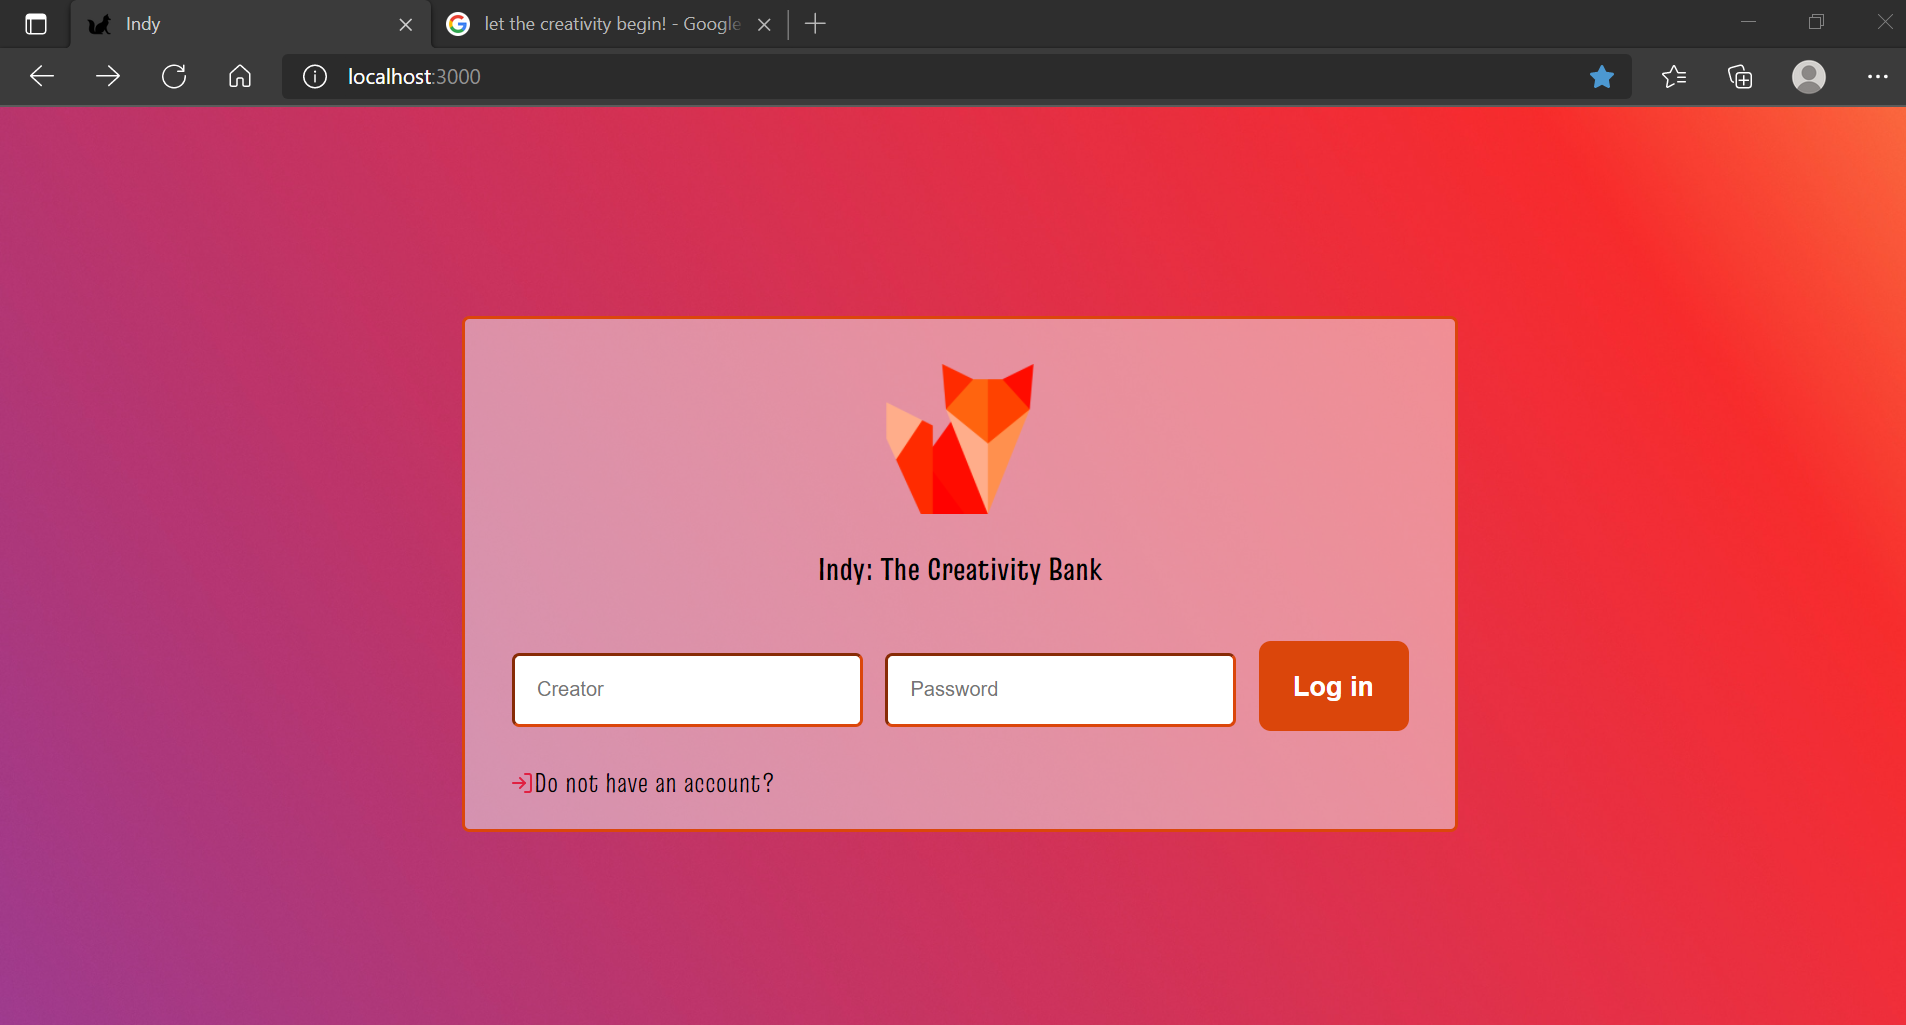 Indy
let the creativity begin! - Google
localhost:3000
Indy: The Creativity Bank
Creator
Password
Log in
Do not have an account?